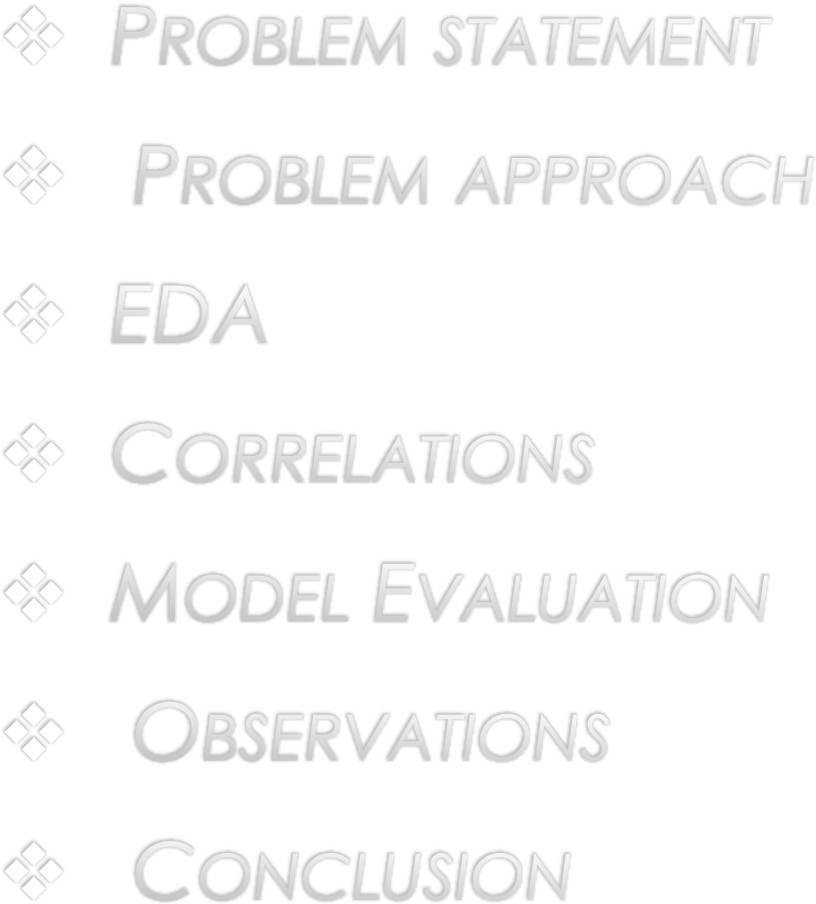 ❖ Problem statement
❖ Problem approach
❖ EDA
❖ Correlations
❖ Model Evaluation
❖ Observations
❖ Conclusion